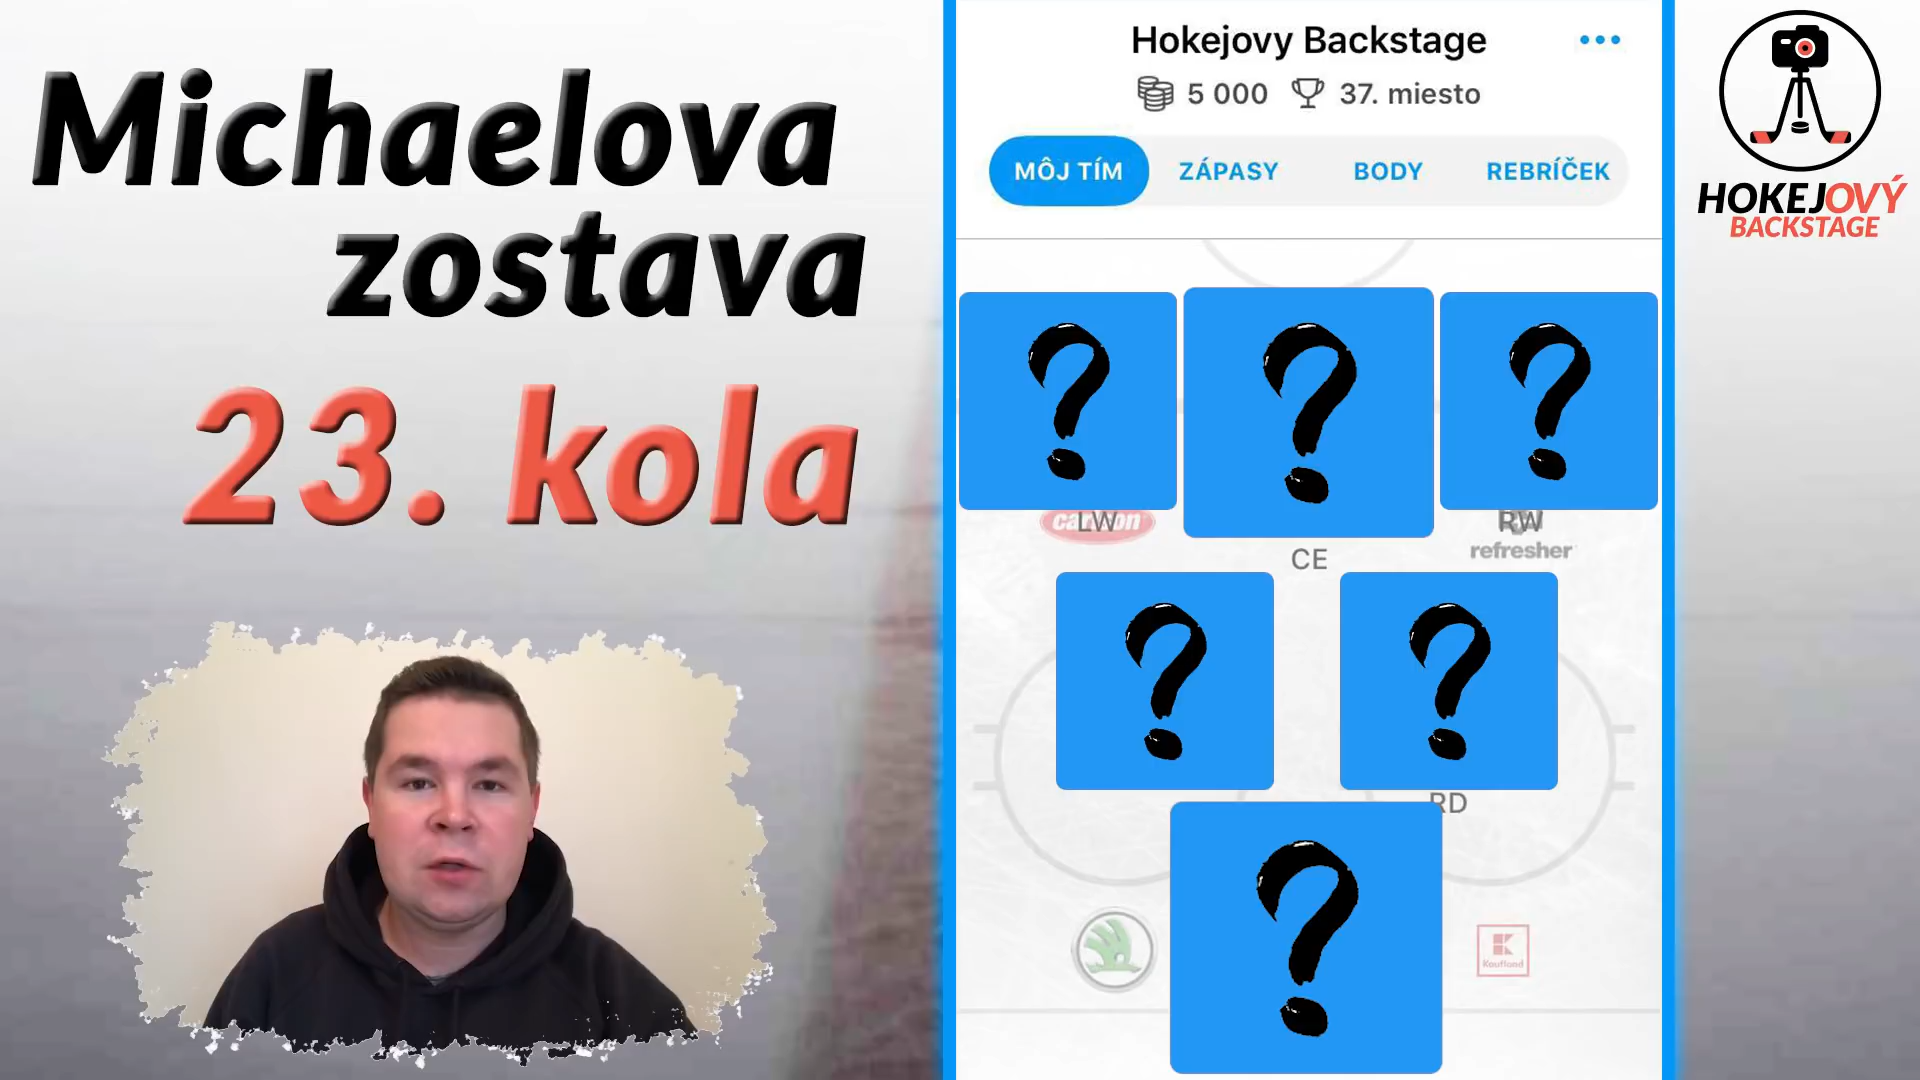 Michaelova
zostava
23. kola
Hokejovy Backstage
5 000 37. miesto
MÔJ TÍM ZÁPASY BODY REBRÍČEK
? ? ?
LW RW
refresher
CE
? ?
RD
?
Kaufland
HOKEJOVÝ
BACKSTAGE